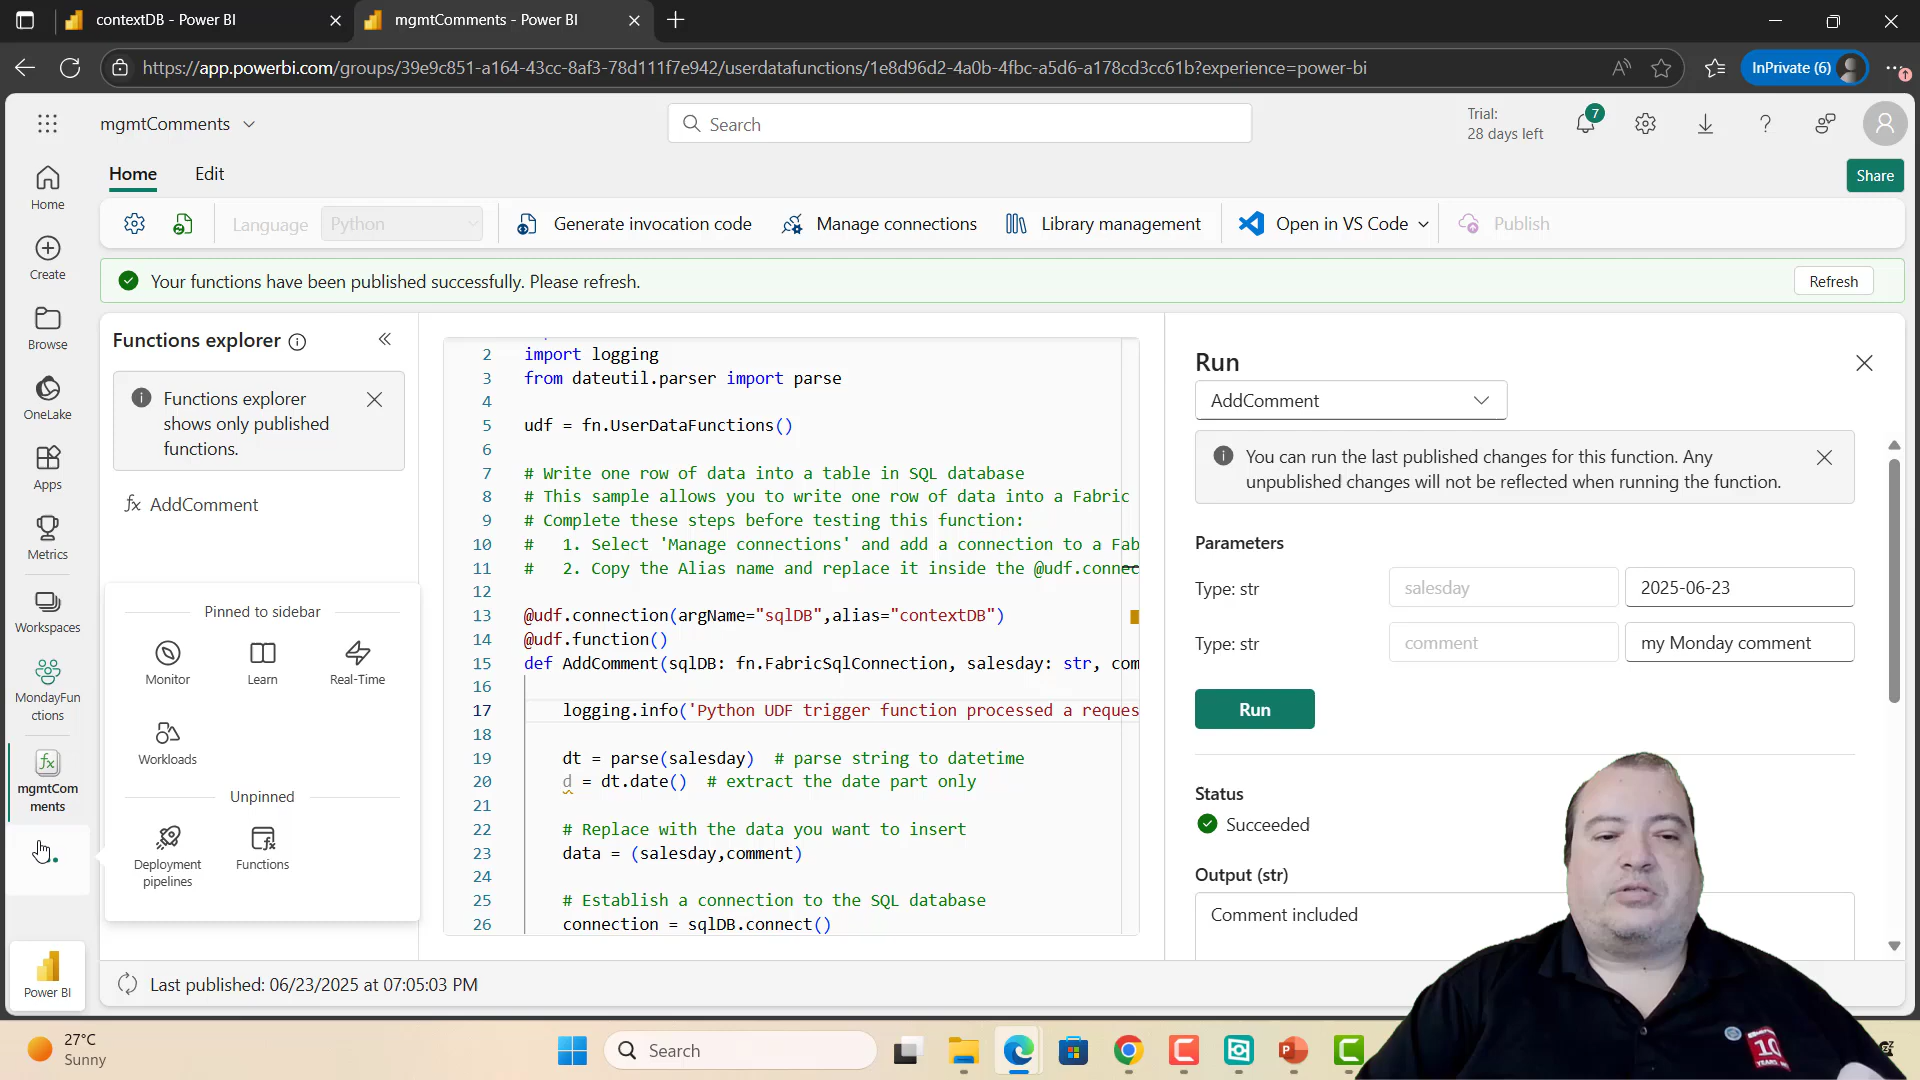 contextDB - Power BI
mgmtComments - Power BI
https://app.powerbi.com/groups/39e9c851-a164-43cc-8af3-78d111f7e942/userdatafunctions/1e8d96d2-4a0b-4fbc-a5d6-a178cd3cc61b?experience=power-bi
InPrivate (6)
mgmtComments
Search
Trial:
28 days left
7
Home
Edit
Share
Language
Python
Generate invocation code
Manage connections
Library management
Open in VS Code
Publish
Your functions have been published successfully. Please refresh.
Refresh
Home
Create
Browse
OneLake
Apps
Metrics
Workspaces
MondayFun
ctions
mgmtCom
ments
Power BI
Functions explorer
Functions explorer
shows only published
functions.
fx AddComment
Pinned to sidebar
Monitor
Learn
Real-Time
Workloads
Unpinned
Deployment
pipelines
Functions
2 import logging
3 from dateutil.parser import parse
4
5 udf = fn.UserDataFunctions()
6
7 # Write one row of data into a table in SQL database
8 # This sample allows you to write one row of data into a Fabric
9 # Complete these steps before testing this function:
10 #   1. Select 'Manage connections' and add a connection to a Fab
11 #   2. Copy the Alias name and replace it inside the @udf.connec
12
13 @udf.connection(argName="sqlDB",alias="contextDB")
14 @udf.function()
15 def AddComment(sqlDB: fn.FabricSqlConnection, salesday: str, com
16
17     logging.info('Python UDF trigger function processed a reques
18
19     dt = parse(salesday)  # parse string to datetime
20     d = dt.date()  # extract the date part only
21
22     # Replace with the data you want to insert
23     data = (salesday,comment)
24
25     # Establish a connection to the SQL database
26     connection = sqlDB.connect()
Run
AddComment
You can run the last published changes for this function. Any
unpublished changes will not be reflected when running the function.
Parameters
Type: str
salesday
2025-06-23
Type: str
comment
my Monday comment
Run
Status
Succeeded
Output (str)
Comment included
Last published: 06/23/2025 at 07:05:03 PM
27°C
Sunny
Search
10